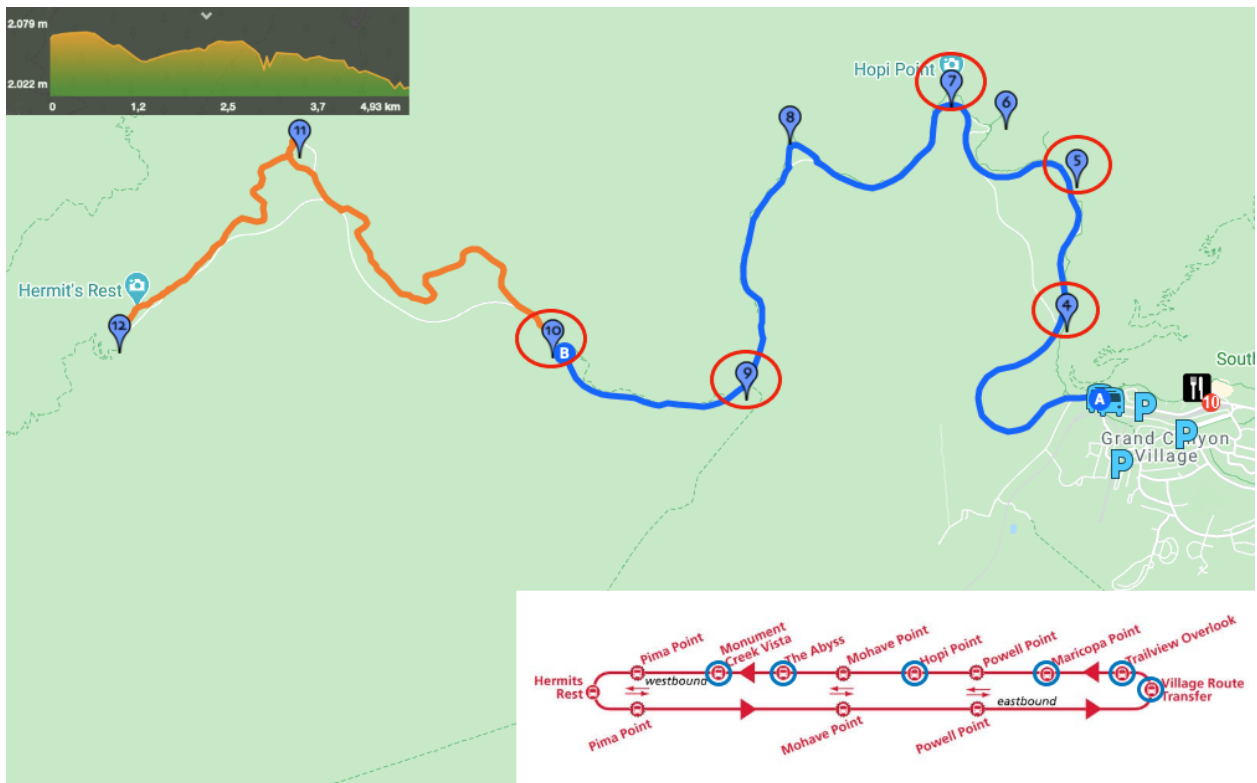 2.079 m
2.022 m
0 1,2 2,5 3,7 4,93 km
Hopi Point
7
6
11
8
5
Hermit's Rest
4
12
10
B
9
South
A
P
10
P
Grand Canyon
Village
P
Pima Point
Monument
Creek Vista
The Abyss
Mohave Point
Hopi Point
Powell Point
Maricopa Point
Trailview Overlook
Hermits
Rest
westbound
Village Route
Transfer
eastbound
Pima Point
Mohave Point
Powell Point